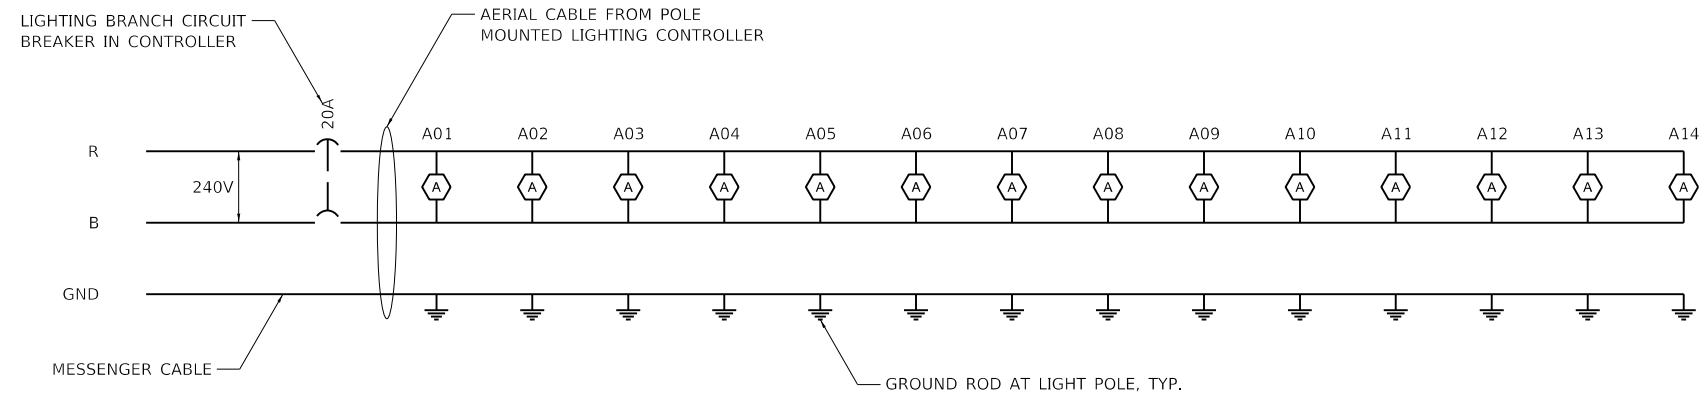 LIGHTING BRANCH CIRCUIT
BREAKER IN CONTROLLER
AERIAL CABLE FROM POLE
MOUNTED LIGHTING CONTROLLER
20A
A01 A02 A03 A04 A05 A06 A07 A08 A09 A10 A11 A12 A13 A14
R
240V A A A A A A A A A A A A A A
B
GND
MESSENGER CABLE
GROUND ROD AT LIGHT POLE, TYP.